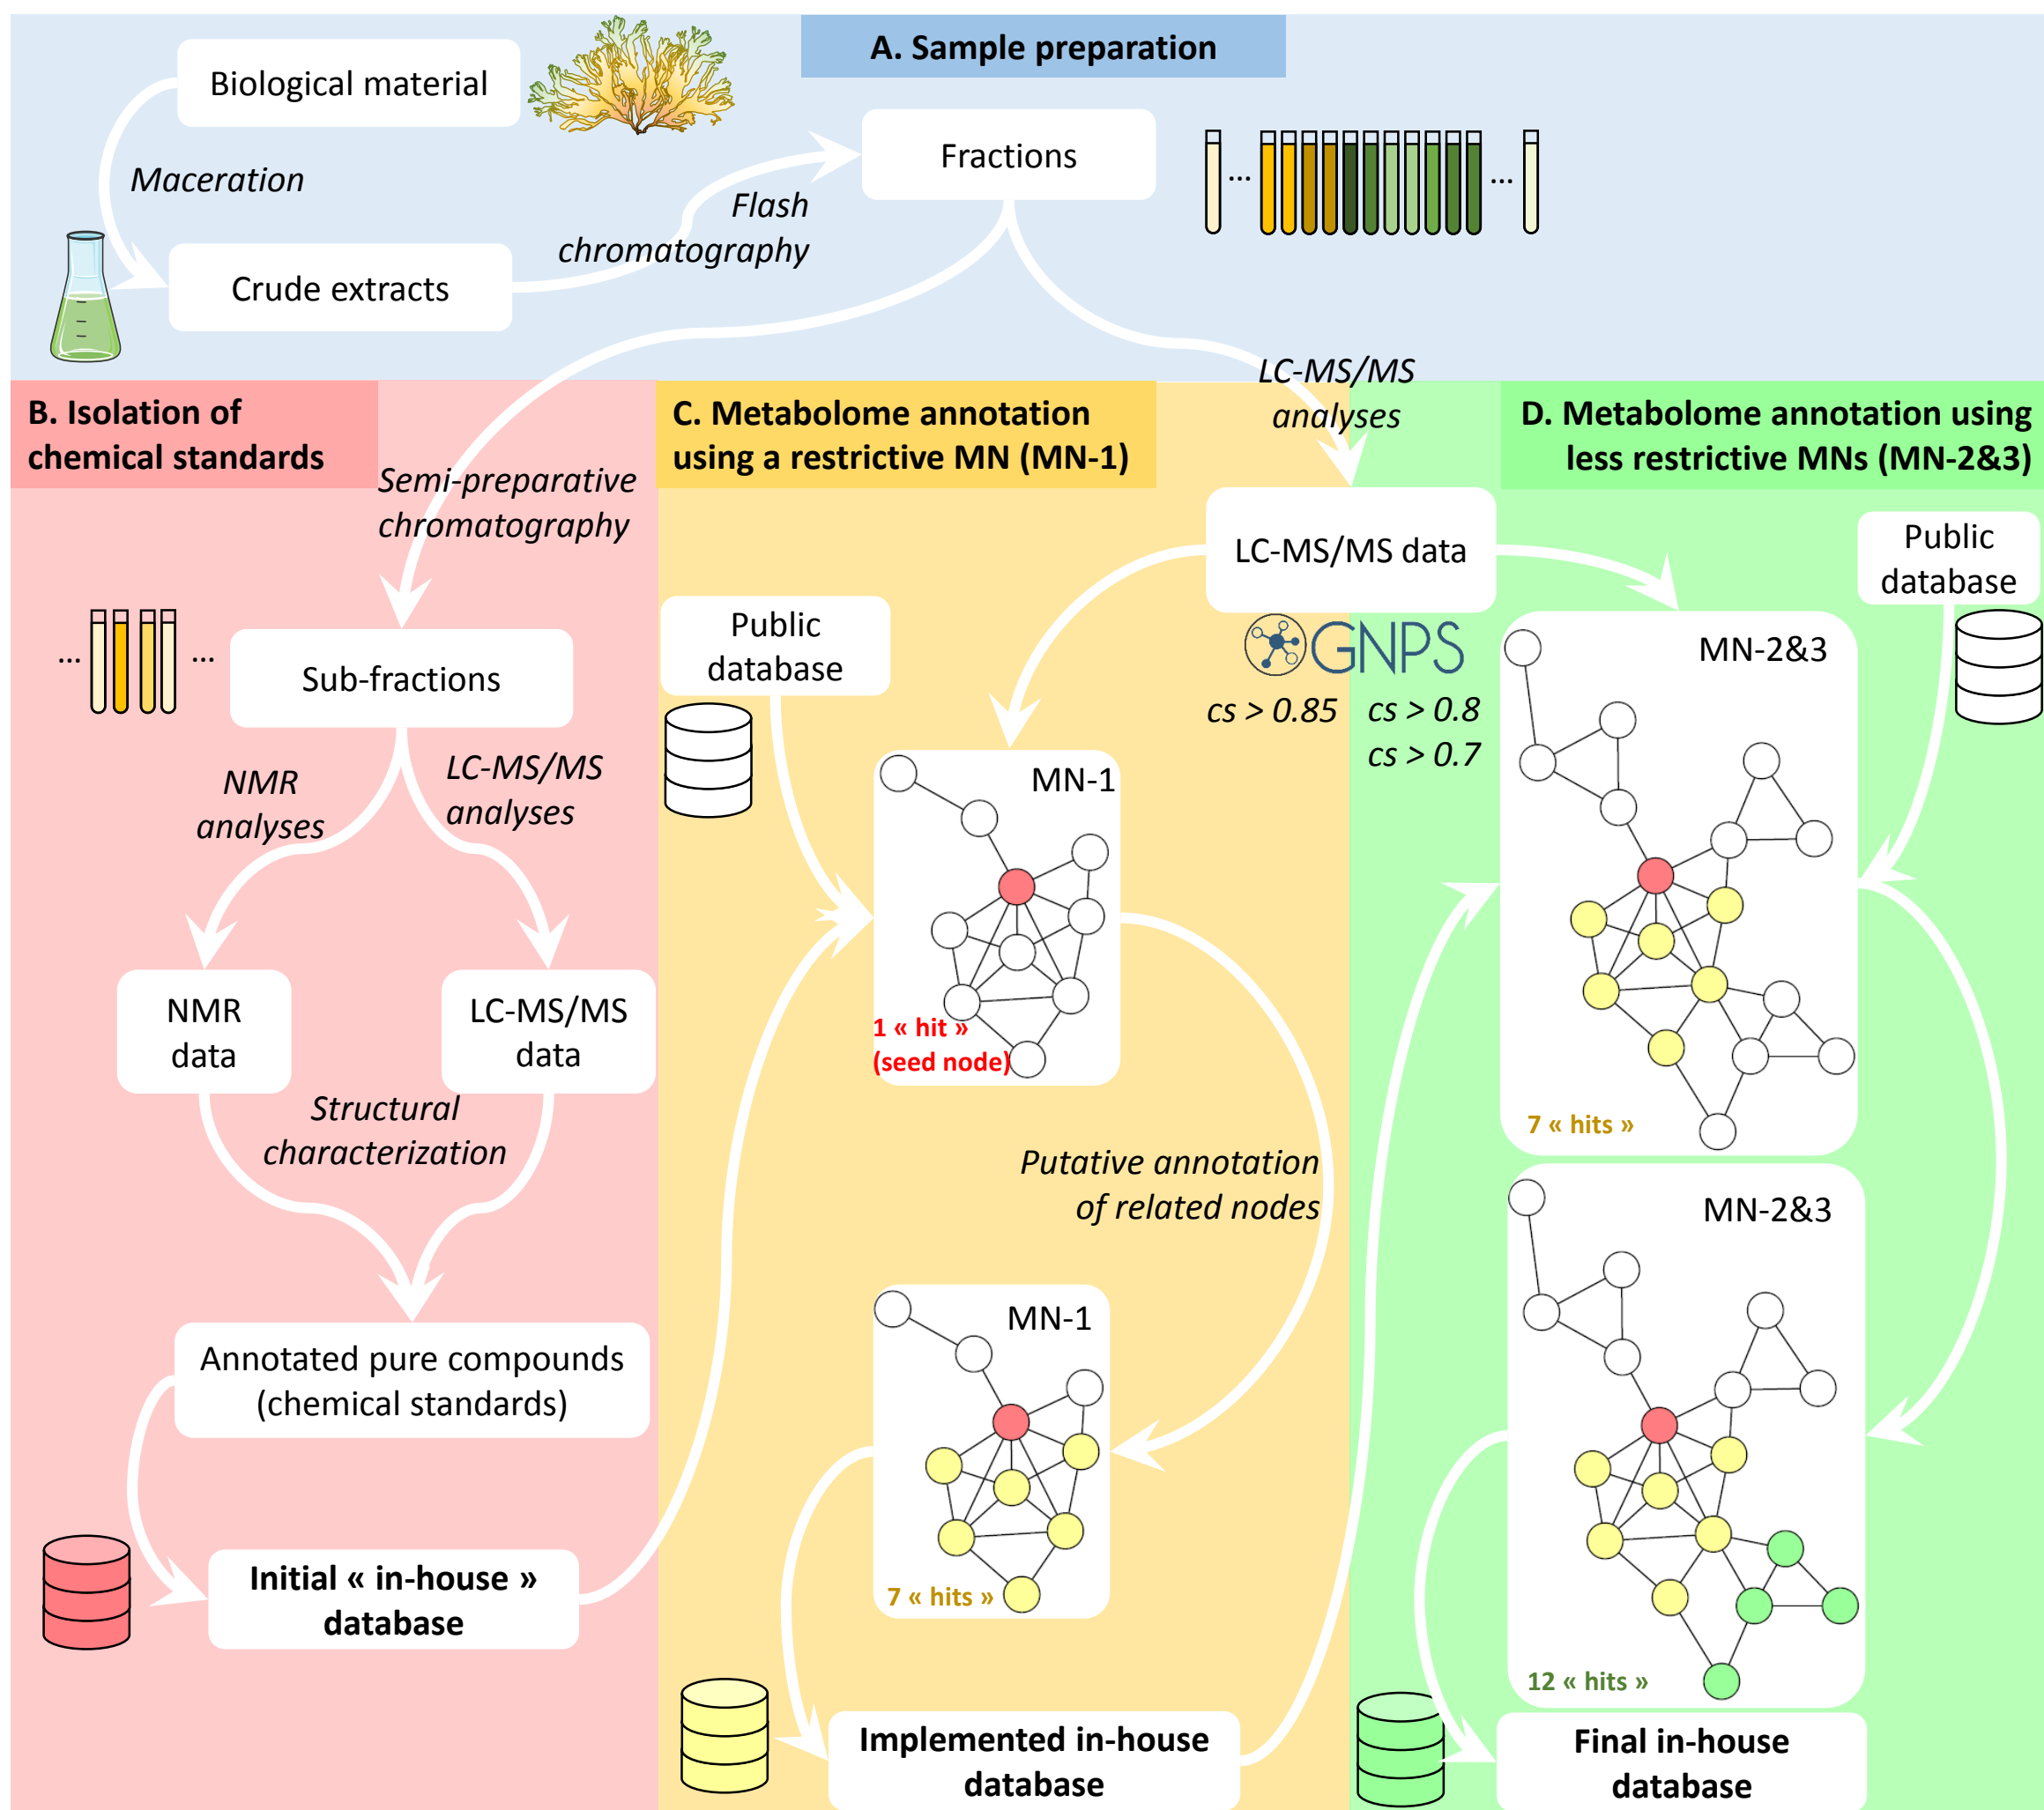 A. Sample preparation
Biological material
Maceration
Crude extracts
Flash
chromatography
Fractions
...
...
LC-MS/MS
analyses
B. Isolation of
chemical standards
Semi-preparative
chromatography
...
...
Sub-fractions
NMR
analyses
LC-MS/MS
analyses
NMR
data
LC-MS/MS
data
Structural
characterization
Annotated pure compounds
(chemical standards)
Initial « in-house »
database
C. Metabolome annotation
using a restrictive MN (MN-1)
LC-MS/MS data
GNPS
cs > 0.85
cs > 0.8
cs > 0.7
Public
database
MN-1
1 « hit »
(seed node)
Putative annotation
of related nodes
MN-1
7 « hits »
Implemented in-house
database
D. Metabolome annotation using
less restrictive MNs (MN-2&3)
Public
database
MN-2&3
7 « hits »
MN-2&3
12 « hits »
Final in-house
database